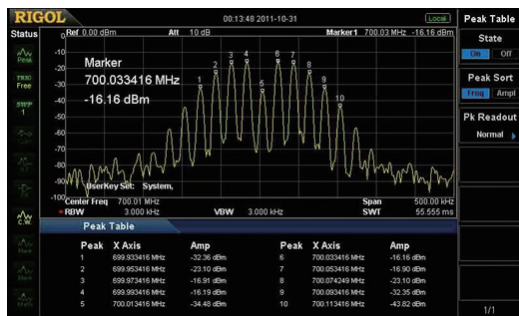 RIGOL
00:13:48 2011-10-31
Local
Status
Ref 0.00 dBm Att 10 dB Marker1 700.03 MHz -16.16 dBm
Peak
TRIG
Free
SWP
1
C.W.
-10
-20
-30
-40
-50
-60
-70
-80
-90
-100
Marker
700.033416 MHz
-16.16 dBm
1 2 3 4 5 6 7 8 9 10
UserKey Set: System,
Center Freq 700.01 MHz Span 500.00 kHz
RBW 3.000 kHz VBW 3.000 kHz SWT 55.555 ms
Peak Table
Peak X Axis Amp Peak X Axis Amp
1 699.933416 MHz -32.36 dBm 6 700.033416 MHz -16.16 dBm
2 699.953416 MHz -23.10 dBm 7 700.053416 MHz -16.90 dBm
3 699.973416 MHz -16.91 dBm 8 700.074249 MHz -23.10 dBm
4 699.993416 MHz -16.19 dBm 9 700.093416 MHz -32.35 dBm
5 700.013416 MHz -34.48 dBm 10 700.113416 MHz -43.82 dBm
Peak Table
State
On Off
Peak Sort
Freq Ampl
Pk Readout
Normal
1/1